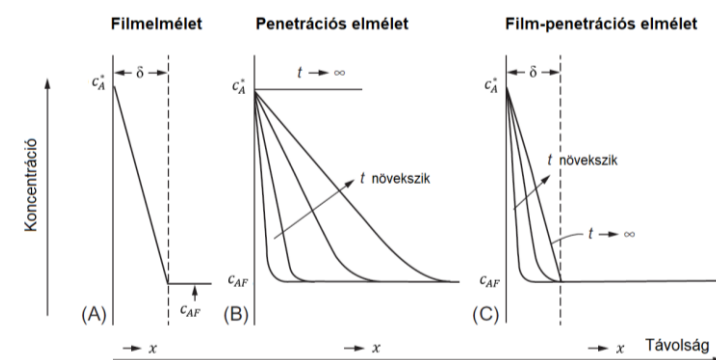 Filmelmélet
Penetrációs elmélet
Film-penetrációs elmélet
Koncentráció
c*A
δ
cAF
(A)
x
c*A
t → ∞
t növekszik
cAF
(B)
x
c*A
δ
t növekszik
t → ∞
cAF
(C)
x
Távolság